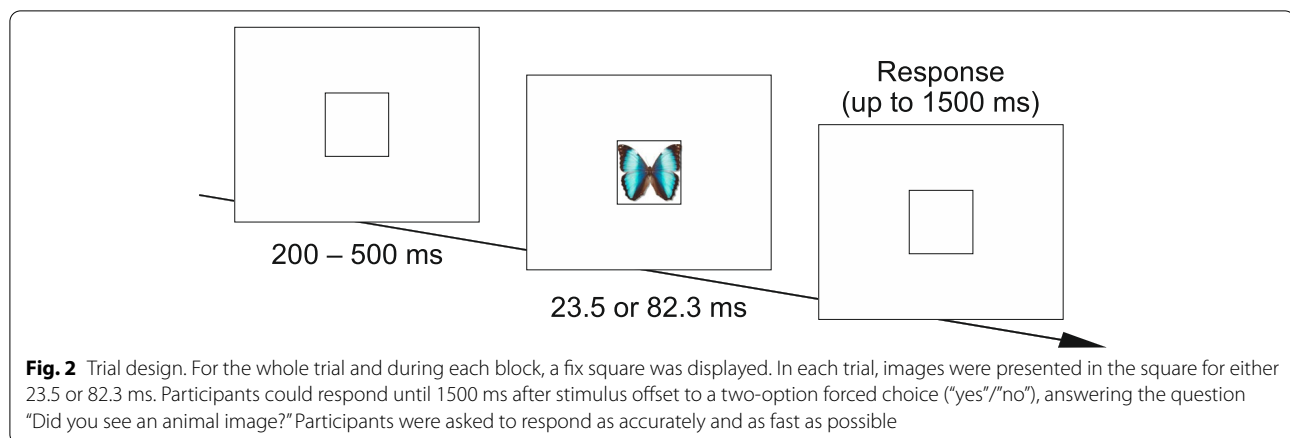 Response
(up to 1500 ms)
200 – 500 ms
23.5 or 82.3 ms
Fig. 2 Trial design. For the whole trial and during each block, a fix square was displayed. In each trial, images were presented in the square for either
23.5 or 82.3 ms. Participants could respond until 1500 ms after stimulus offset to a two-option forced choice (“yes”/”no”), answering the question
“Did you see an animal image?” Participants were asked to respond as accurately and as fast as possible